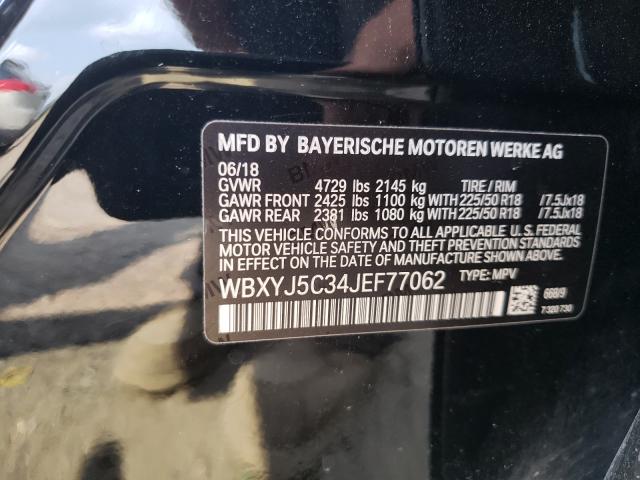 MFD BY BAYERISCHE MOTOREN WERKE AG
06/18
GVWR 4729 lbs 2145 kg TIRE / RIM
GAWR FRONT 2425 lbs 1100 kg WITH 225/50 R18 /7.5Jx18
GAWR REAR 2381 lbs 1080 kg WITH 225/50 R18 /7.5Jx18
THIS VEHICLE CONFORMS TO ALL APPLICABLE U. S. FEDERAL
MOTOR VEHICLE SAFETY AND THEFT PREVENTION STANDARDS
IN EFFECT ON THE DATE OF MANUFACTURE SHOWN ABOVE.
WBXYJ5C34JEF77062 TYPE: MPV
668/9
7 320 730